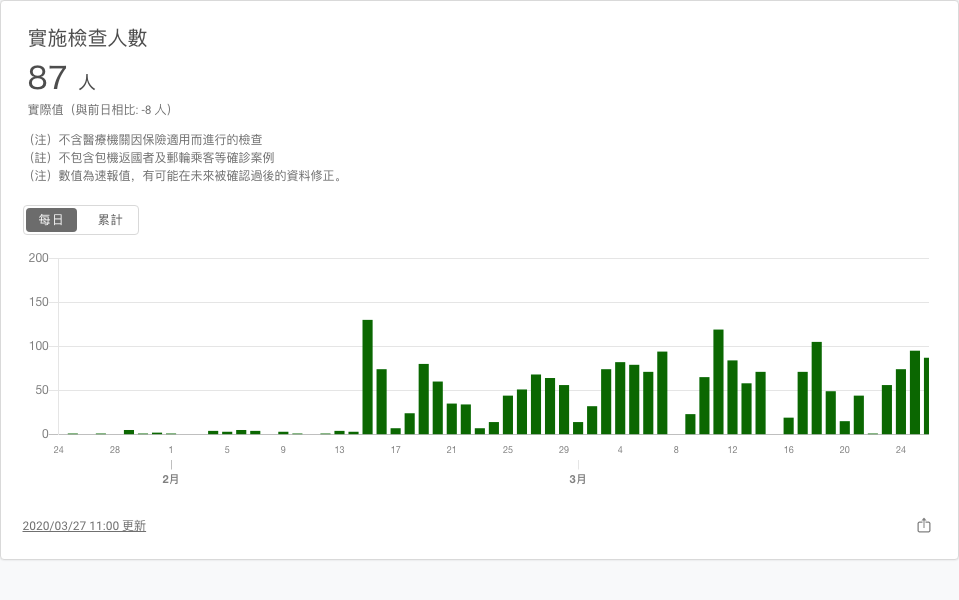 實施檢查人數
87 人
實際值（與前日相比: -8 人）
（注）不含醫療機關因保險適用而進行的檢查
（註）不包含包機返國者及郵輪乘客等確診案例
（注）數值為速報值，有可能在未來被確認過後的資料修正。
每日 累計
200
150
100
50
0
24 28 1 5 9 13 17 21 25 29 4 8 12 16 20 24
2月 3月
2020/03/27 11:00 更新